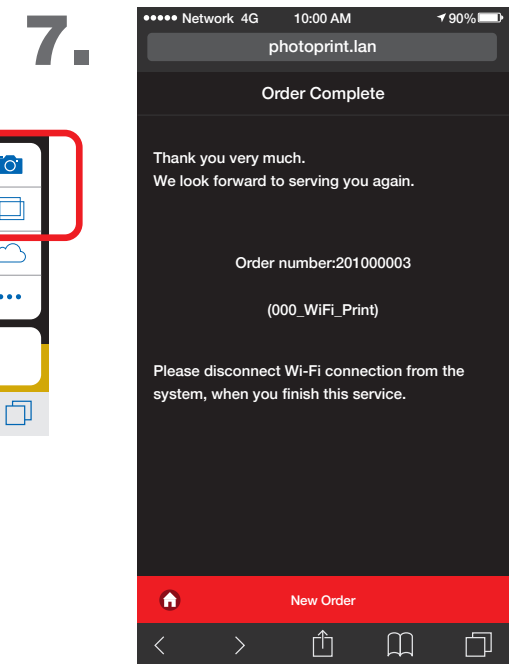 7.
Network 4G 10:00 AM 90%
photoprint.lan
Order Complete
Thank you very much.
We look forward to serving you again.
Order number:201000003
(000_WiFi_Print)
Please disconnect Wi-Fi connection from the
system, when you finish this service.
New Order